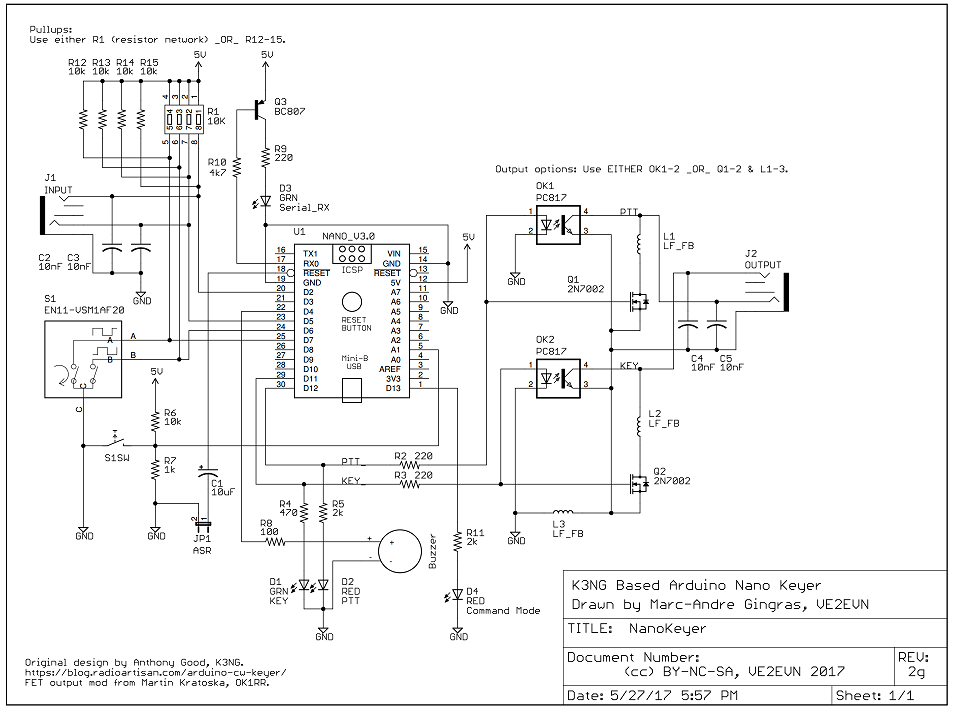 Pullups:
Use either R1 (resistor network) _OR_ R12-15.
5V
5V
R12 R13 R14 R15
10k 10k 10k 10k
4 3 2 1
5 4
6 3
7 2
8 1
R1
10K
5 6 7 8
Q3
BC807
R9
220
R10
4k7
D3
GRN
Serial_RX
J1
INPUT
C2 C3
10nF 10nF
GND
S1
EN11-VSM1AF20
A A
B B
C
C
5V
R6
10k
S1SW
R7
1k
C1
10uF
+
GND
GND
2 1
JP1
ASR
U1
NANO_V3.0
ICSP
RESET
BUTTON
Mini-B
USB
16 TX1
17 RX0
18 RESET
19 GND
20 D2
21 D3
22 D4
23 D5
24 D6
25 D7
26 D8
27 D9
28 D10
29 D11
30 D12
VIN 15
GND 14
RESET 13
5V 12
A7 11
A6 10
A5 9
A4 8
A3 7
A2 6
A1 5
A0 4
AREF 3
3V3 2
D13 1
5V
GND
PTT_
R2 220
KEY_
R3 220
R4
470
R5
2k
R8
100
D1
GRN
KEY
D2
RED
PTT
GND
+
-
+
Buzzer
R11
2k
D4
RED
Command Mode
GND
Output options: Use EITHER OK1-2 _OR_ Q1-2 & L1-3.
OK1
PC817
1 4
2 3
PTT_
GND
L1
LF_FB
Q1
2N7002
J2
OUTPUT
C4 C5
10nF 10nF
OK2
PC817
1 4
2 3
KEY_
L2
LF_FB
Q2
2N7002
GND
L3
LF_FB
K3NG Based Arduino Nano Keyer
Drawn by Marc-Andre Gingras, VE2EVN
TITLE: NanoKeyer
Document Number:
(cc) BY-NC-SA, VE2EVN 2017
REV:
2g
Date: 5/27/17 5:57 PM
Sheet: 1/1
Original design by Anthony Good, K3NG.
https://blog.radioartisan.com/arduino-cw-keyer/
FET output mod from Martin Kratoska, OK1RR.